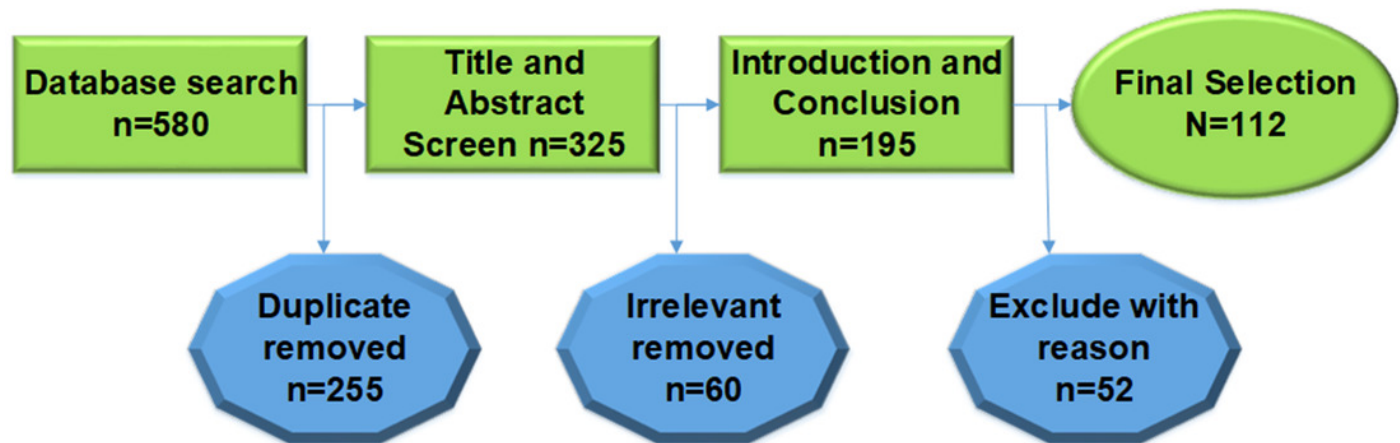 Database search
n=580
Title and
Abstract
Screen n=325
Introduction and
Conclusion
n=195
Final Selection
N=112
Duplicate
removed
n=255
Irrelevant
removed
n=60
Exclude with
reason
n=52